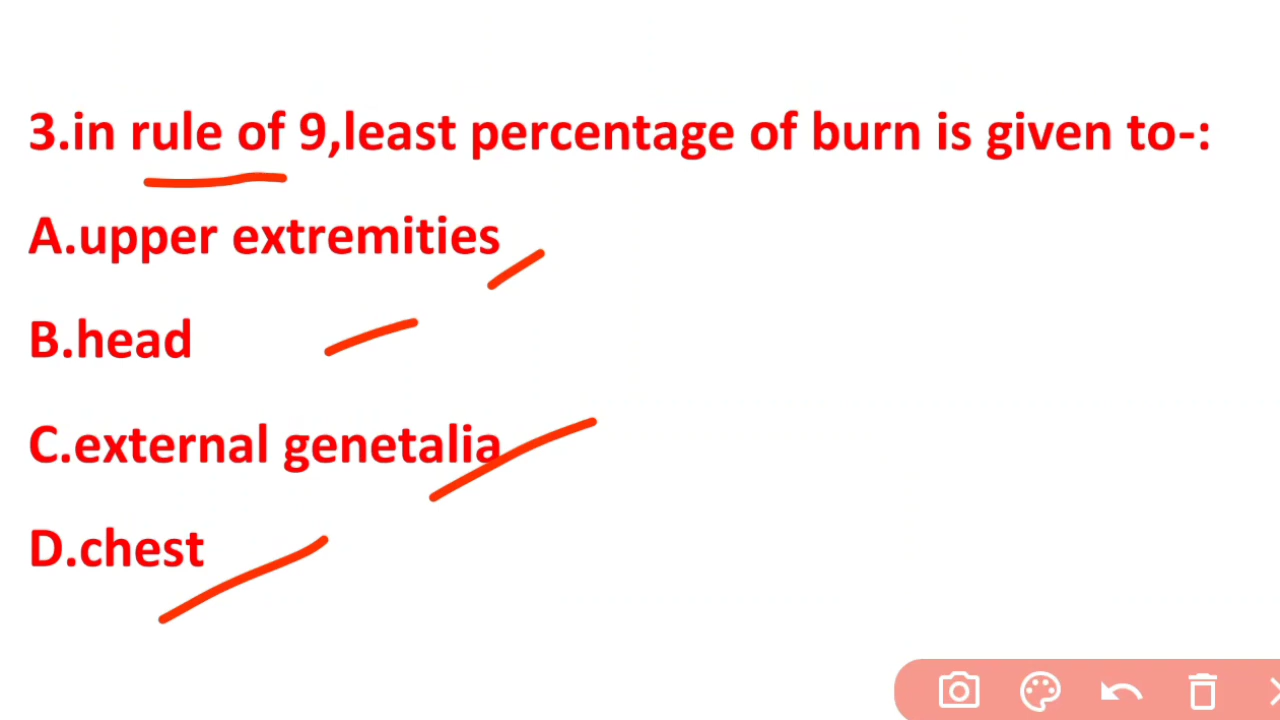 3.in rule of 9,least percentage of burn is given to-:
A.upper extremities
B.head
C.external genetalia
D.chest